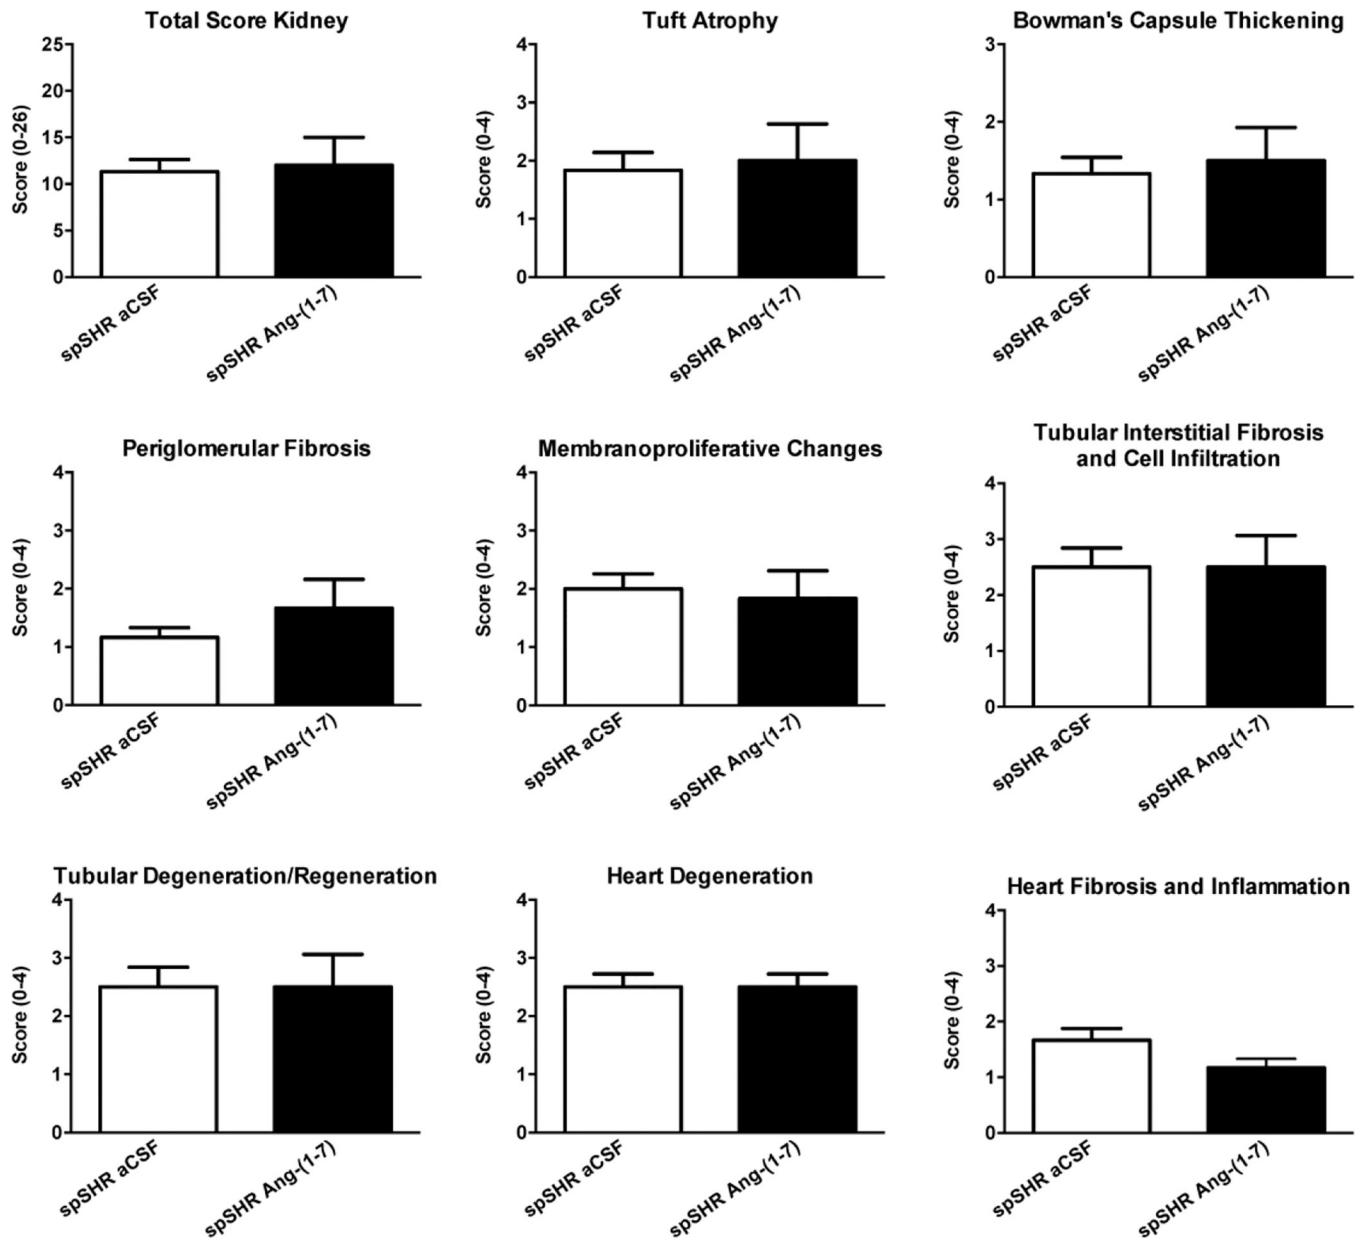 Total Score Kidney
25
20
15
10
5
0
Score (0-26)
spSHR aCSF
spSHR Ang-(1-7)
Tuft Atrophy
4
3
2
1
0
Score (0-4)
spSHR aCSF
spSHR Ang-(1-7)
Bowman's Capsule Thickening
3
2
1
0
Score (0-4)
spSHR aCSF
spSHR Ang-(1-7)
Periglomerular Fibrosis
4
3
2
1
0
Score (0-4)
spSHR aCSF
spSHR Ang-(1-7)
Membranoproliferative Changes
4
3
2
1
0
Score (0-4)
spSHR aCSF
spSHR Ang-(1-7)
Tubular Interstitial Fibrosis
and Cell Infiltration
4
3
2
1
0
Score (0-4)
spSHR aCSF
spSHR Ang-(1-7)
Tubular Degeneration/Regeneration
4
3
2
1
0
Score (0-4)
spSHR aCSF
spSHR Ang-(1-7)
Heart Degeneration
4
3
2
1
0
Score (0-4)
spSHR aCSF
spSHR Ang-(1-7)
Heart Fibrosis and Inflammation
4
3
2
1
0
Score (0-4)
spSHR aCSF
spSHR Ang-(1-7)